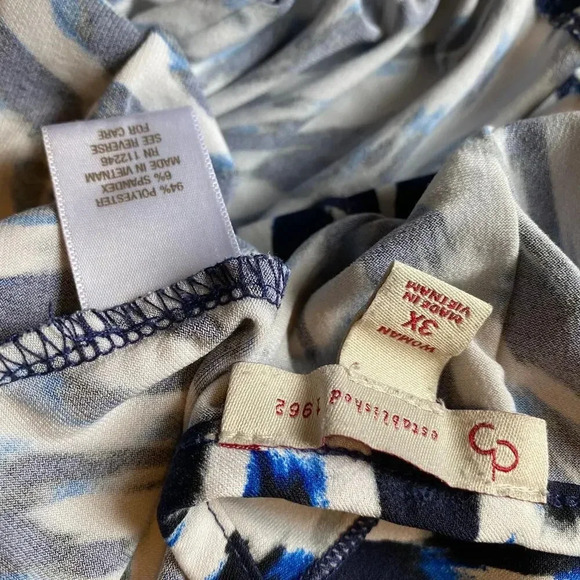 94% POLYESTER
6% SPANDEX
MADE IN VIETNAM
RN 112246
SEE REVERSE
FOR CARE
WOMAN
3X
MADE IN
VIETNAM
established 1962